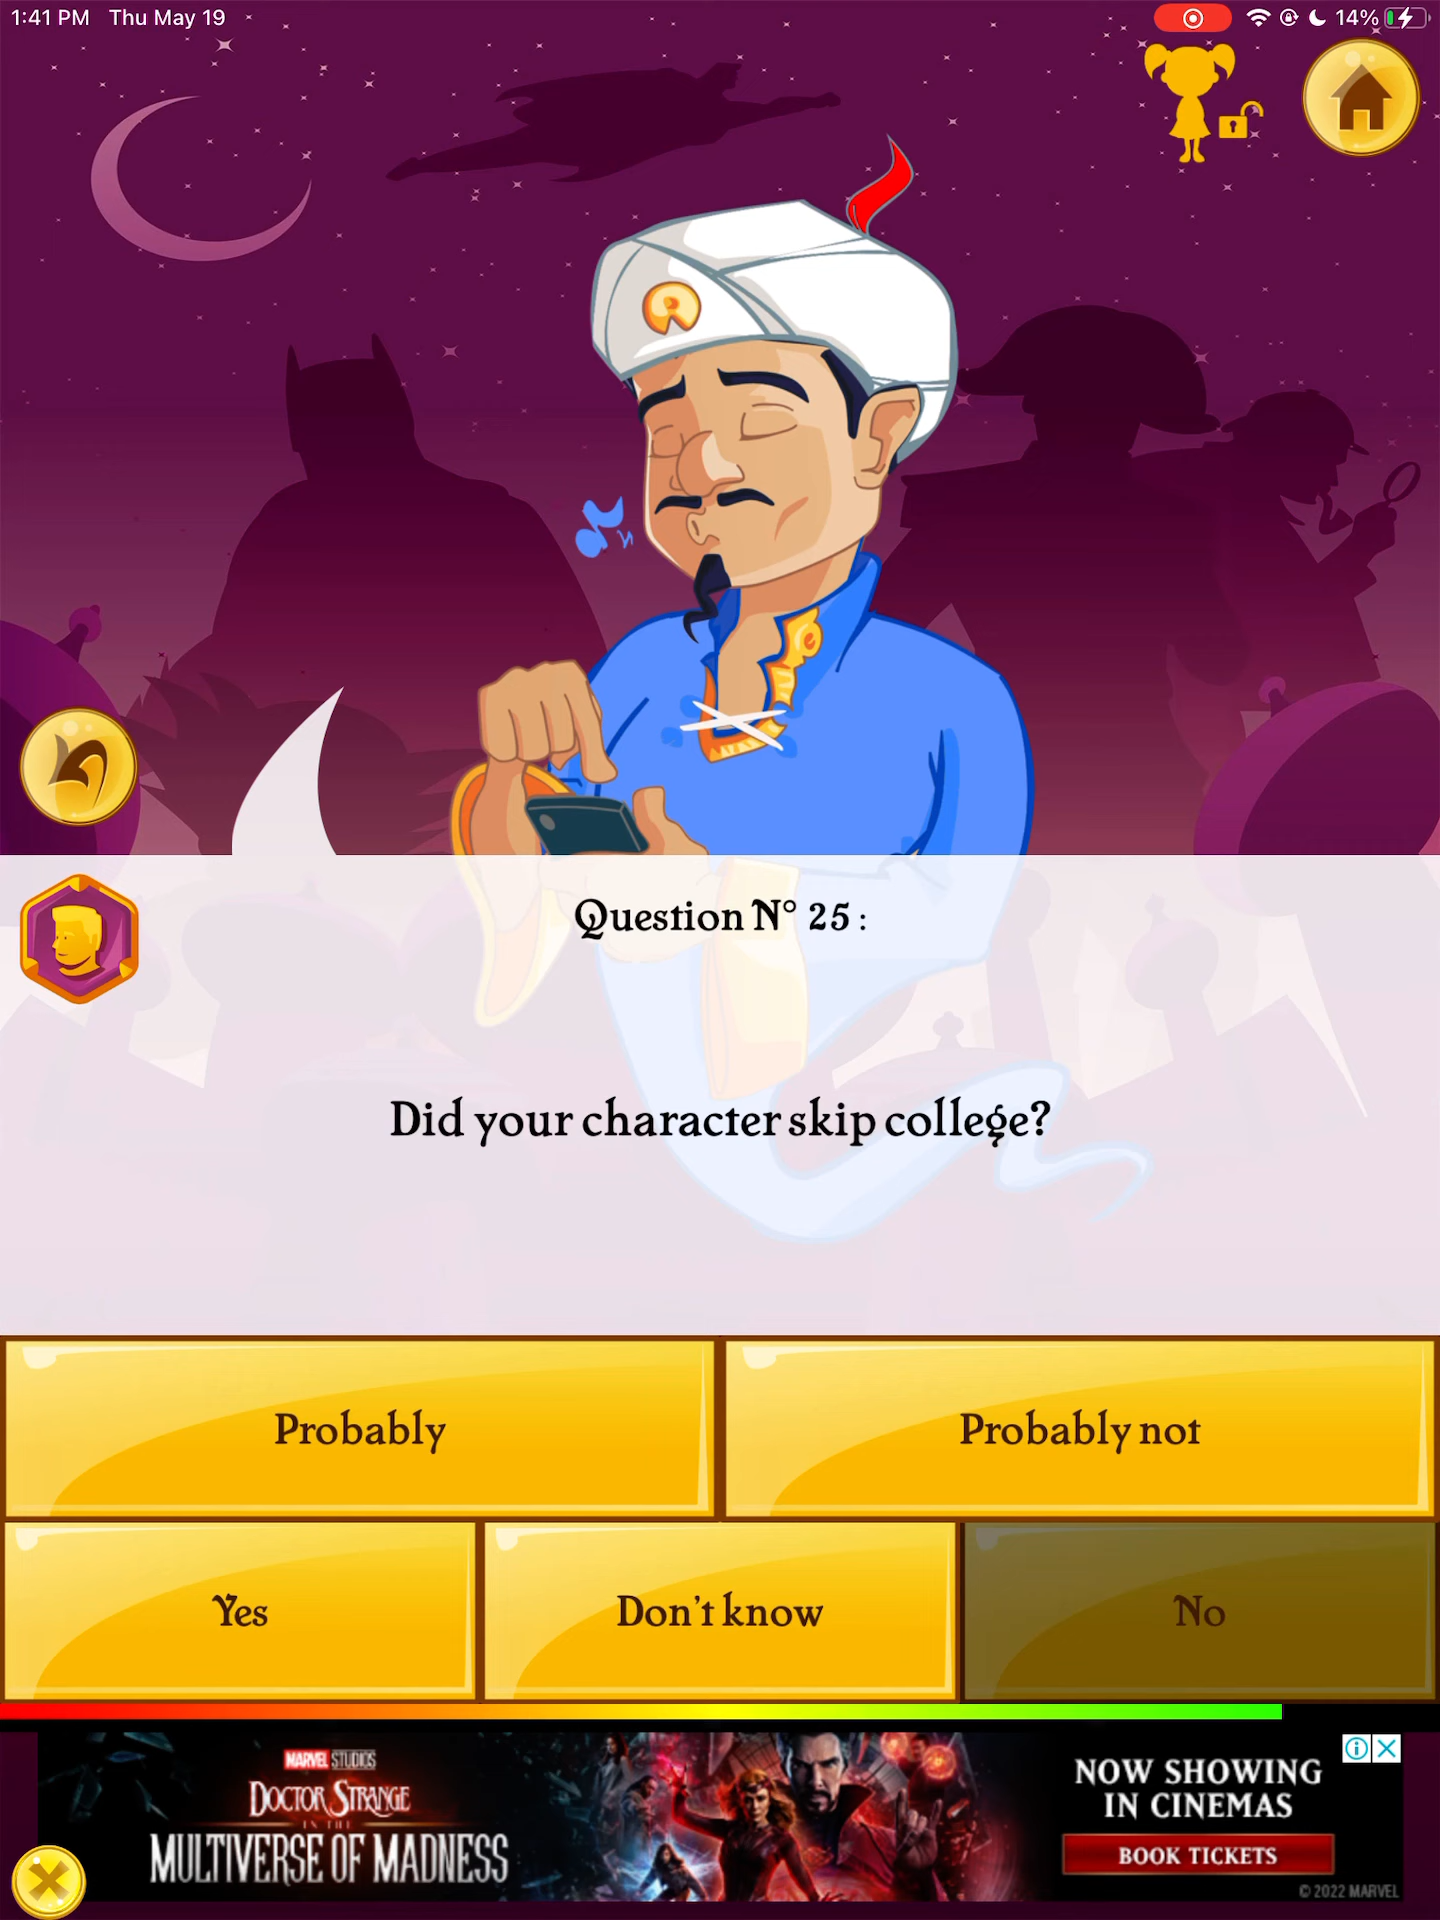 1:41 PM Thu May 19
14%
Question N° 25 :
Did your character skip college?
Probably
Probably not
Yes
Don't know
No
MARVEL STUDIOS
DOCTOR STRANGE
IN THE
MULTIVERSE OF MADNESS
NOW SHOWING
IN CINEMAS
BOOK TICKETS
© 2022 MARVEL